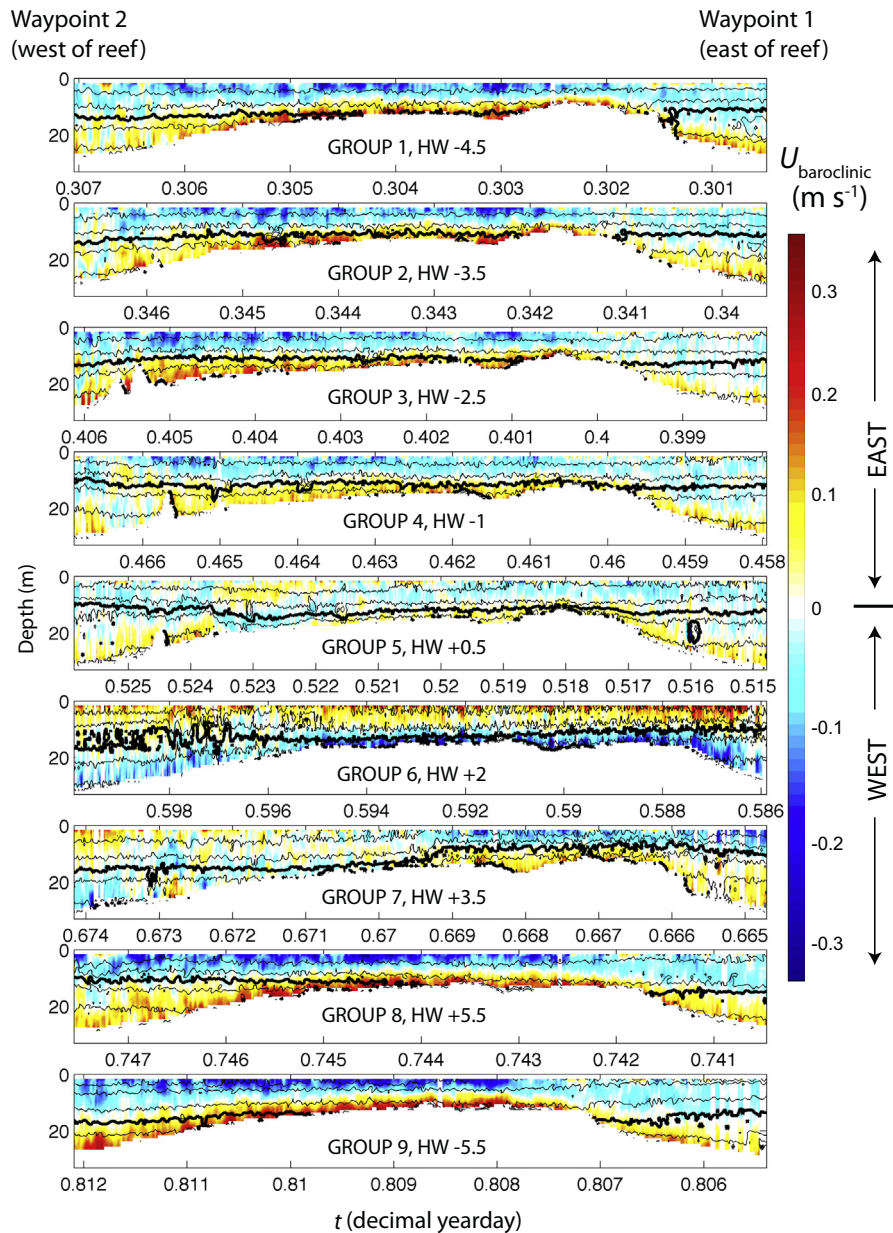 Waypoint 2
(west of reef)
Waypoint 1
(east of reef)
0
20
GROUP 1, HW -4.5
0.307 0.306 0.305 0.304 0.303 0.302 0.301
0
20
GROUP 2, HW -3.5
0.346 0.345 0.344 0.343 0.342 0.341 0.34
0
20
GROUP 3, HW -2.5
0.406 0.405 0.404 0.403 0.402 0.401 0.4 0.399
0
20
GROUP 4, HW -1
0.466 0.465 0.464 0.463 0.462 0.461 0.46 0.459 0.458
0
20
GROUP 5, HW +0.5
0.525 0.524 0.523 0.522 0.521 0.52 0.519 0.518 0.517 0.516 0.515
0
20
GROUP 6, HW +2
0.598 0.596 0.594 0.592 0.59 0.588 0.586
0
20
GROUP 7, HW +3.5
0.674 0.673 0.672 0.671 0.67 0.669 0.668 0.667 0.666 0.665
0
20
GROUP 8, HW +5.5
0.747 0.746 0.745 0.744 0.743 0.742 0.741
0
20
GROUP 9, HW -5.5
0.812 0.811 0.81 0.809 0.808 0.807 0.806
t (decimal yearday)
Depth (m)
U baroclinic
(m s⁻¹)
0.3
0.2
0.1
0
-0.1
-0.2
-0.3
EAST
WEST